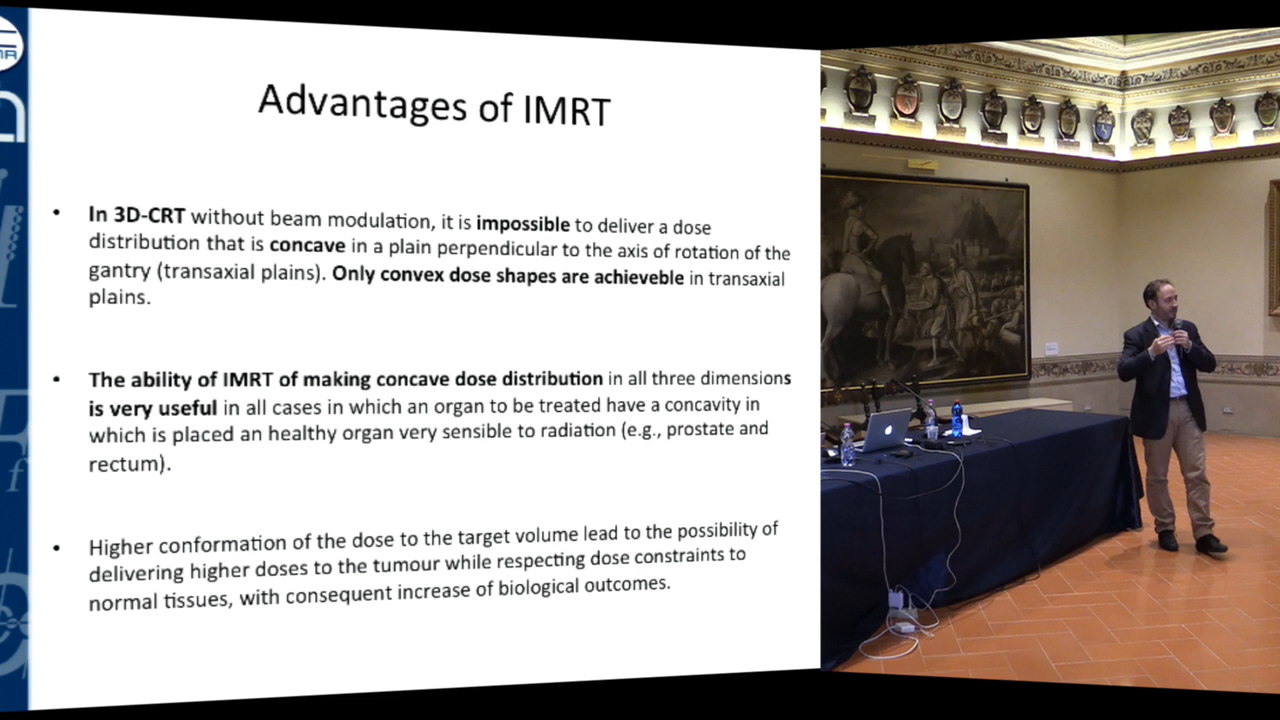 Advantages of IMRT
• In 3D-CRT without beam modulation, it is impossible to deliver a dose
distribution that is concave in a plain perpendicular to the axis of rotation of the
gantry (transaxial plains). Only convex dose shapes are achieveble in transaxial
plains.
• The ability of IMRT of making concave dose distribution in all three dimensions
is very useful in all cases in which an organ to be treated have a concavity in
which is placed an healthy organ very sensible to radiation (e.g., prostate and
rectum).
• Higher conformation of the dose to the target volume lead to the possibility of
delivering higher doses to the tumour while respecting dose constraints to
normal tissues, with consequent increase of biological outcomes.